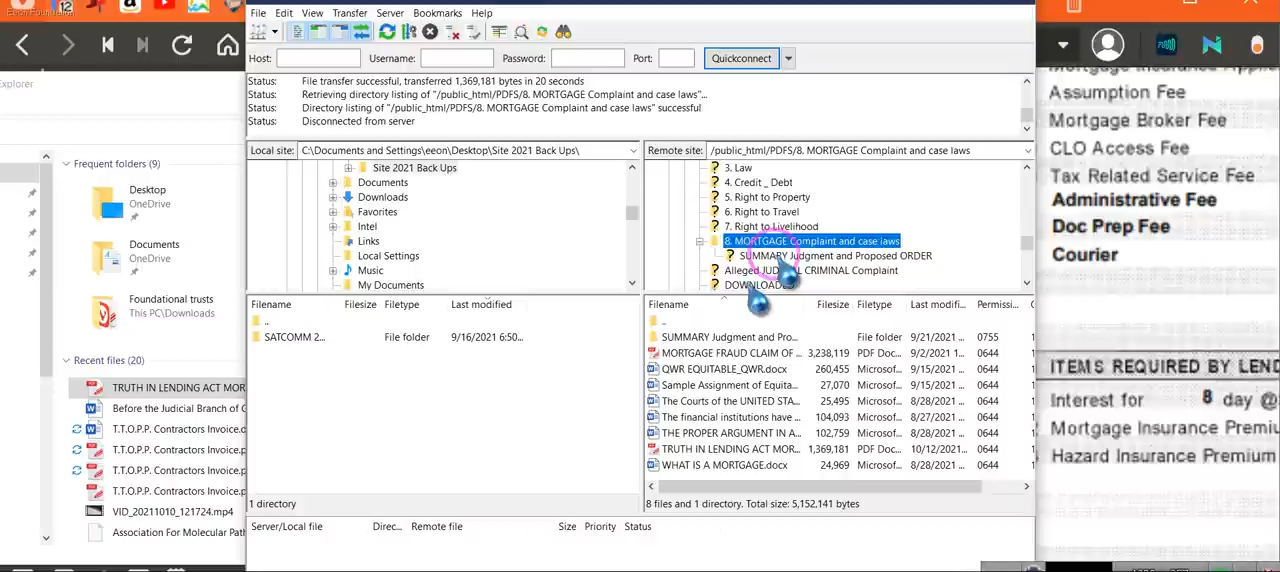 12
File Edit View Transfer Server Bookmarks Help
Host: Username: Password: Port: Quickconnect
Explorer
Frequent folders (9)
Desktop
OneDrive
Documents
OneDrive
Foundational trusts
This PC\Downloads
Recent files (20)
TRUTH IN LENDING ACT MOR
Before the Judicial Branch of C
T.T.O.P.P. Contractors Invoice.d
T.T.O.P.P. Contractors Invoice.p
T.T.O.P.P. Contractors Invoice.p
VID_20211010_121724.mp4
Association For Molecular Path
Status: File transfer successful, transferred 1,369,181 bytes in 20 seconds
Status: Retrieving directory listing of "/public_html/PDFS/8. MORTGAGE Complaint and case laws"...
Status: Directory listing of "/public_html/PDFS/8. MORTGAGE Complaint and case laws" successful
Status: Disconnected from server
Local site: C:\Documents and Settings\eeon\Desktop\Site 2021 Back Ups\
Site 2021 Back Ups
Documents
Downloads
Favorites
Intel
Links
Local Settings
Music
My Documents
Filename Filesize Filetype Last modified
..
SATCOMM 2... File folder 9/16/2021 6:50...
1 directory
Remote site: /public_html/PDFS/8. MORTGAGE Complaint and case laws
3. Law
4. Credit _ Debt
5. Right to Property
6. Right to Travel
7. Right to Livelihood
8. MORTGAGE Complaint and case laws
SUMMARY Judgment and Proposed ORDER
Alleged CRIMINAL Complaint
Filename Filesize Filetype Last modifi... Permissi...
..
SUMMARY Judgment and Pro... File folder 9/21/2021 ... 0755
MORTGAGE FRAUD CLAIM OF ... 3,238,119 PDF Doc... 9/2/2021 1... 0644
QWR EQUITABLE_QWR.docx 260,455 Microsof... 9/15/2021 ... 0644
Sample Assignment of Equita... 27,070 Microsof... 9/15/2021 ... 0644
The Courts of the UNITED STA... 25,495 Microsof... 8/28/2021 ... 0644
The financial institutions have ... 104,093 Microsof... 8/27/2021 ... 0644
THE PROPER ARGUMENT IN A... 102,759 Microsof... 8/28/2021 ... 0644
TRUTH IN LENDING ACT MOR... 1,369,181 PDF Doc... 10/12/2021... 0644
WHAT IS A MORTGAGE.docx 24,969 Microsof... 8/28/2021 ... 0644
8 files and 1 directory. Total size: 5,152,141 bytes
Server/Local file Direc... Remote file Size Priority Status
Mortgage Insurance
Assumption Fee
Mortgage Broker Fee
CLO Access Fee
Tax Related Service Fee
Administrative Fee
Doc Prep Fee
Courier
ITEMS REQUIRED BY LEND
Interest for 8 day @
Mortgage Insurance Premiu
Hazard Insurance Premium